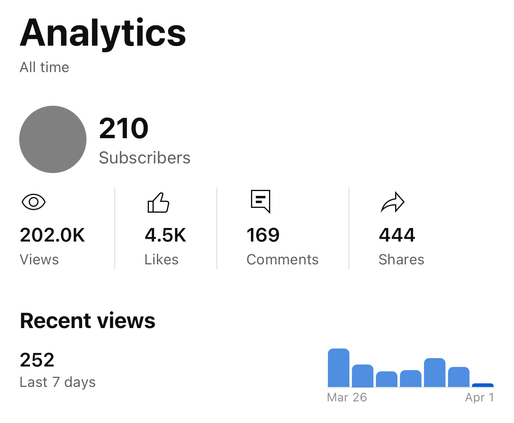 Analytics
All time
210
Subscribers
202.0K
Views
4.5K
Likes
169
Comments
444
Shares
Recent views
252
Last 7 days
Mar 26
Apr 1